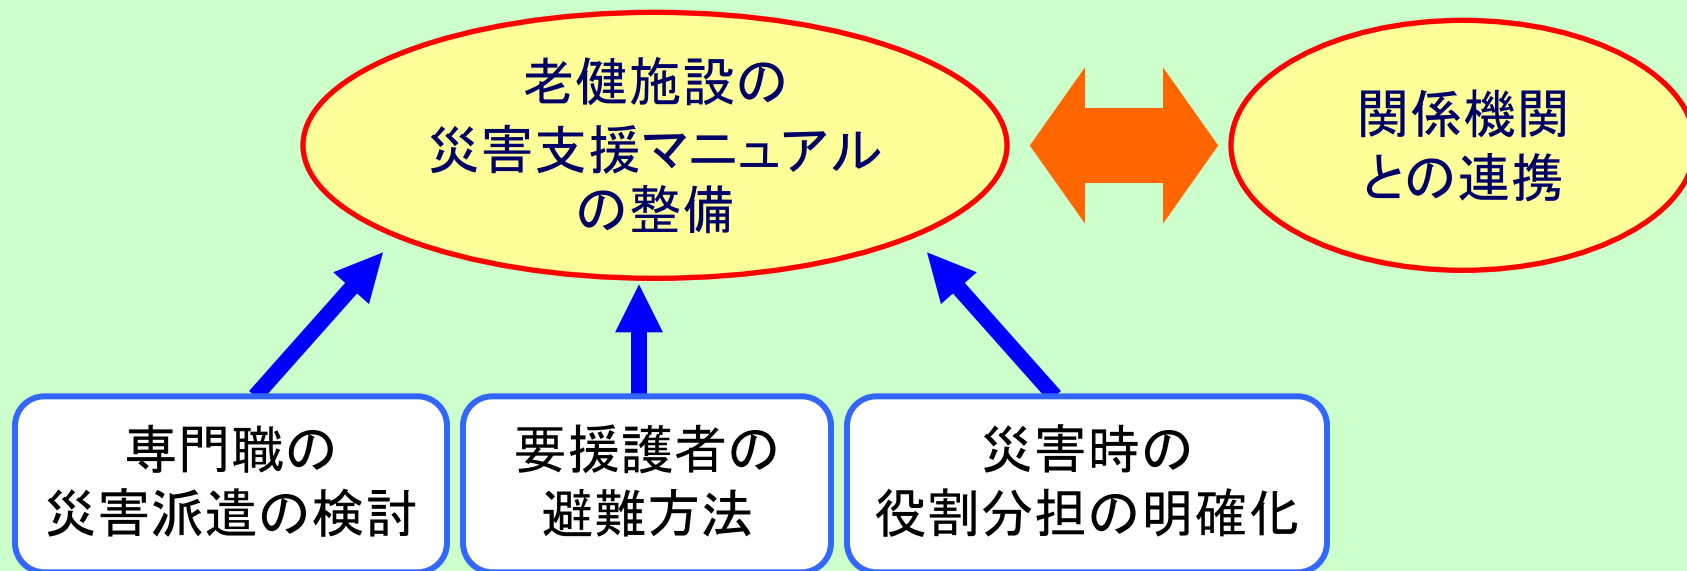 老健施設の
災害支援マニュアル
の整備
関係機関
との連携
専門職の
災害派遣の検討
要援護者の
避難方法
災害時の
役割分担の明確化